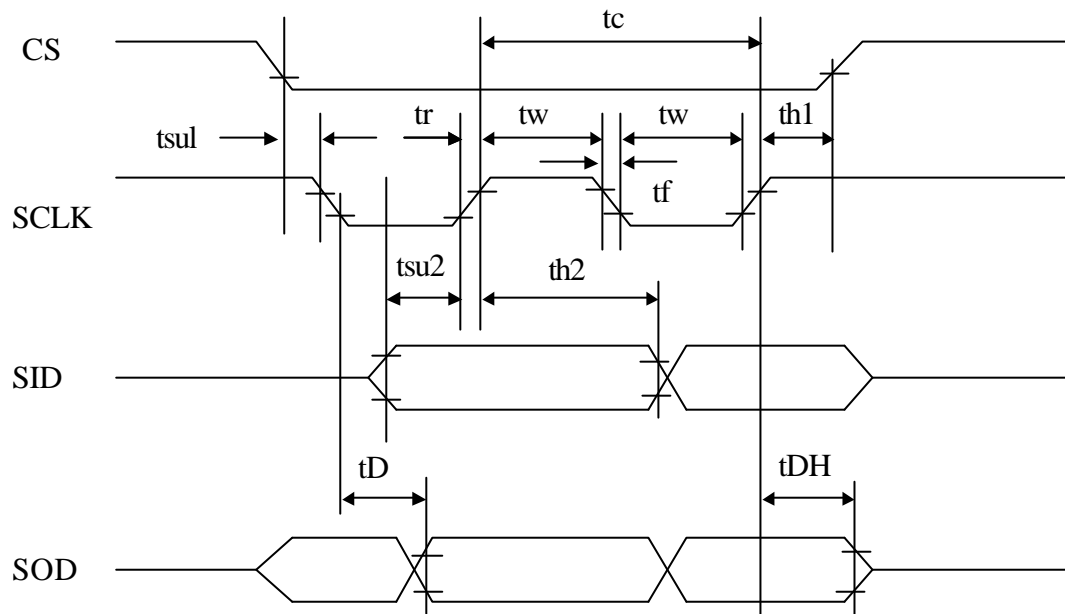 tc
CS
tsul
tr
tw
tw
th1
tf
SCLK
tsu2
th2
SID
tD
tDH
SOD